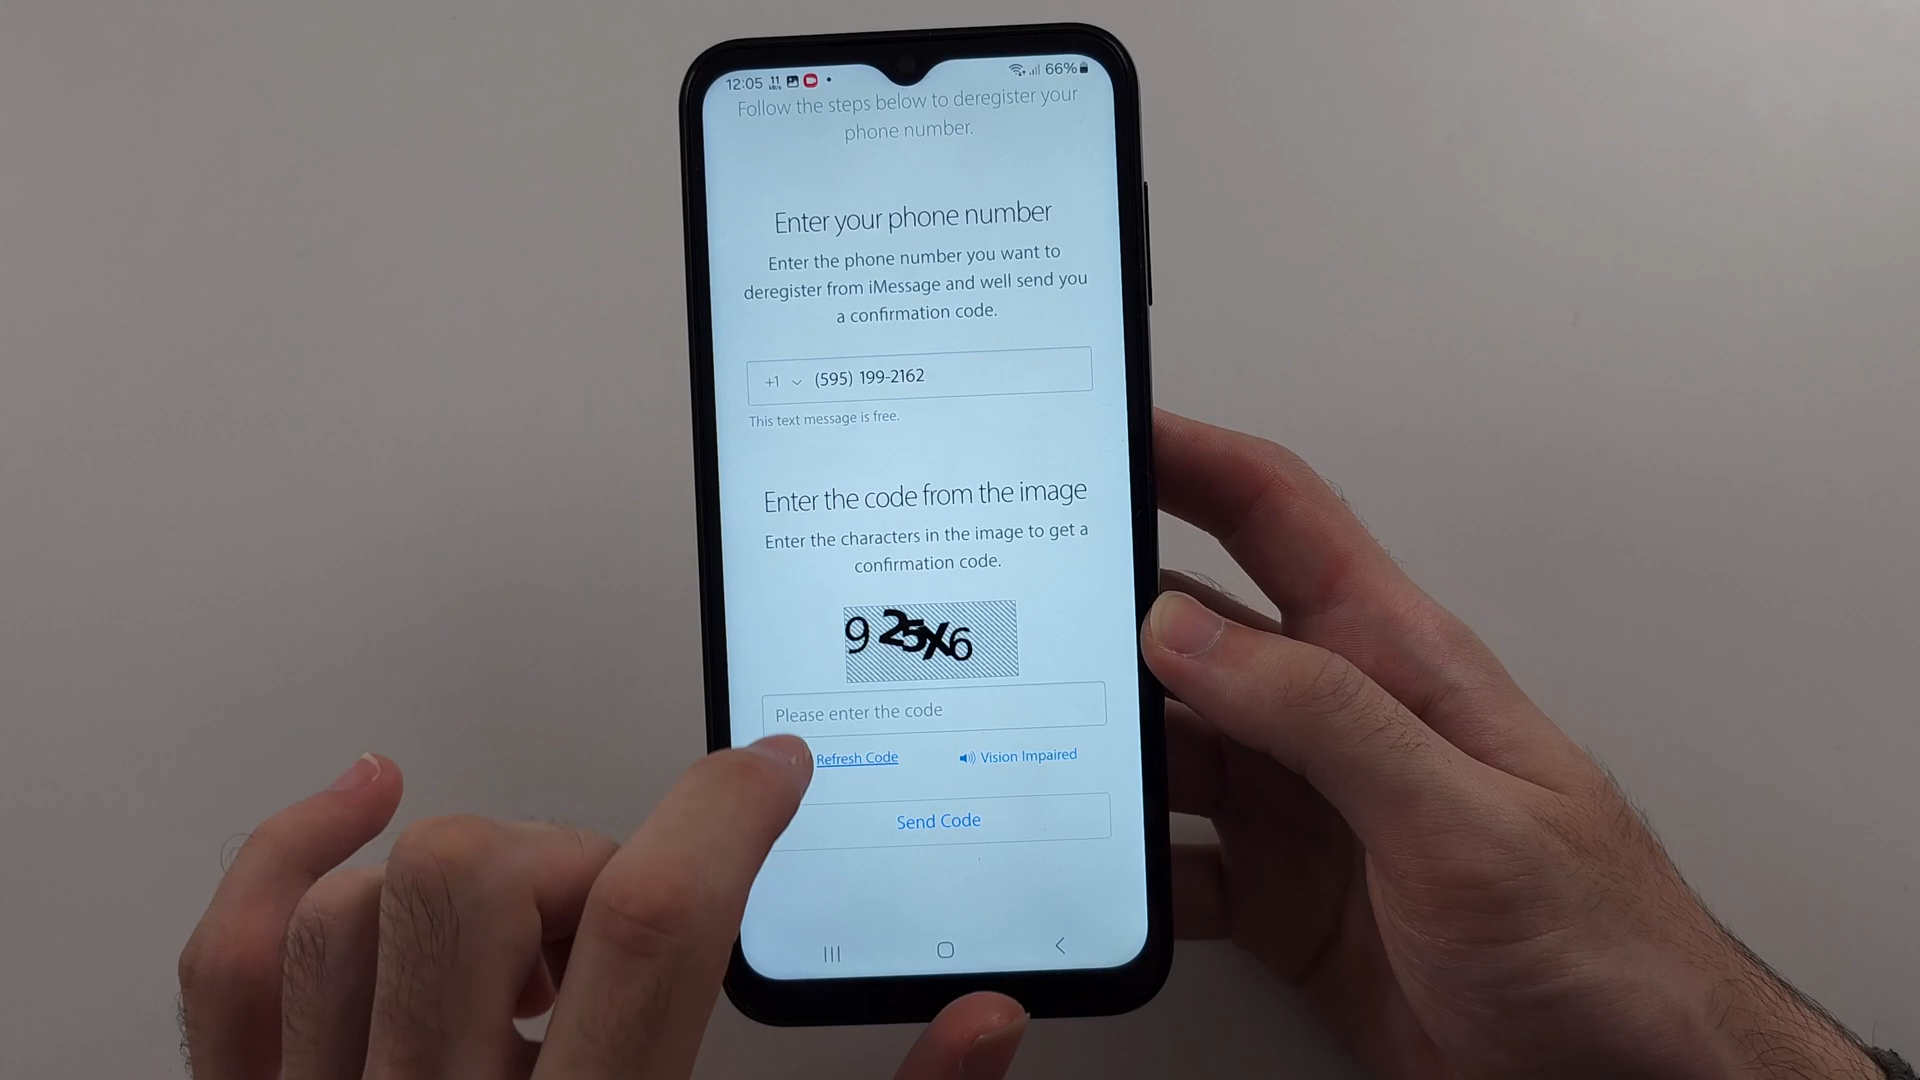 12:05 11 KB/s 66%
Follow the steps below to deregister your
phone number.
Enter your phone number
Enter the phone number you want to
deregister from iMessage and well send you
a confirmation code.
+1 (595) 199-2162
This text message is free.
Enter the code from the image
Enter the characters in the image to get a
confirmation code.
925X6
Please enter the code
Refresh Code Vision Impaired
Send Code